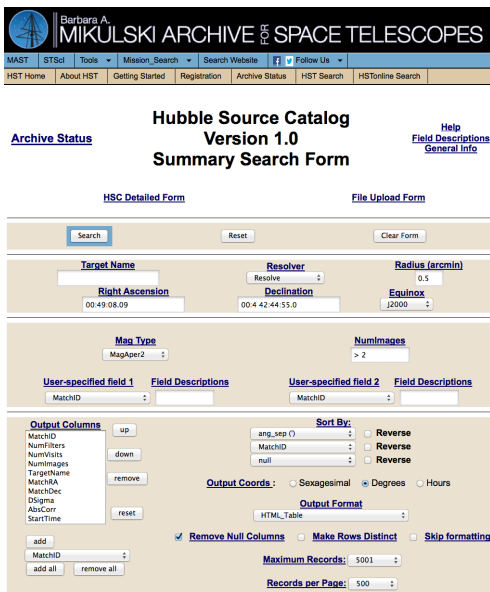 Barbara A.
MIKULSKI ARCHIVE FOR SPACE TELESCOPES
MAST STScI Tools Mission_Search Search Website Follow Us
HST Home About HST Getting Started Registration Archive Status HST Search HSTonline Search
Hubble Source Catalog
Version 1.0
Summary Search Form
Archive Status
Help
Field Descriptions
General Info
HSC Detailed Form File Upload Form
Search Reset Clear Form
Target Name Resolver Radius (arcmin)
Resolve 0.5
Right Ascension Declination Equinox
00:49:08.09 00:4 42:44:55.0 J2000
Mag Type NumImages
MagAper2 > 2
User-specified field 1 Field Descriptions User-specified field 2 Field Descriptions
MatchID MatchID
Output Columns
MatchID
NumFilters
NumVisits
NumImages
TargetName
MatchRA
MatchDec
DSigma
AbsCorr
StartTime
up
down
remove
reset
add
MatchID
add all remove all
Sort By:
ang_sep (') Reverse
MatchID Reverse
null Reverse
Output Coords : Sexagesimal Degrees Hours
Output Format
HTML_Table
Remove Null Columns Make Rows Distinct Skip formatting
Maximum Records: 5001
Records per Page: 500